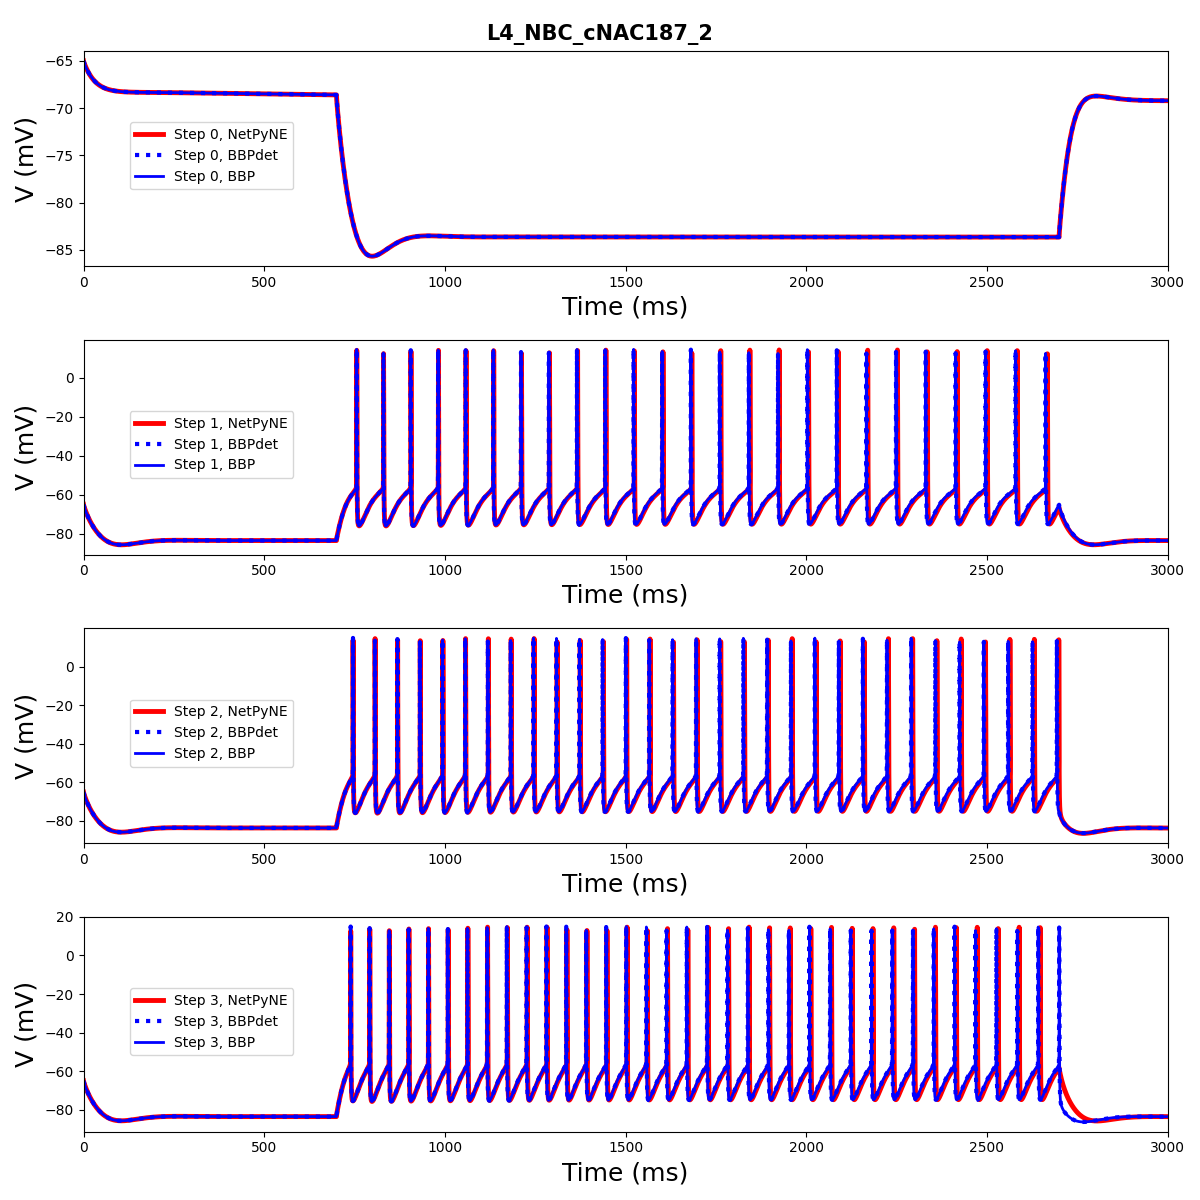 L4_NBC_cNAC187_2
−65
−70
−75
−80
−85
V (mV)
Step 0, NetPyNE
Step 0, BBPdet
Step 0, BBP
0 500 1000 1500 2000 2500 3000
Time (ms)
0
−20
−40
−60
−80
V (mV)
Step 1, NetPyNE
Step 1, BBPdet
Step 1, BBP
0 500 1000 1500 2000 2500 3000
Time (ms)
0
−20
−40
−60
−80
V (mV)
Step 2, NetPyNE
Step 2, BBPdet
Step 2, BBP
0 500 1000 1500 2000 2500 3000
Time (ms)
20
0
−20
−40
−60
−80
V (mV)
Step 3, NetPyNE
Step 3, BBPdet
Step 3, BBP
0 500 1000 1500 2000 2500 3000
Time (ms)